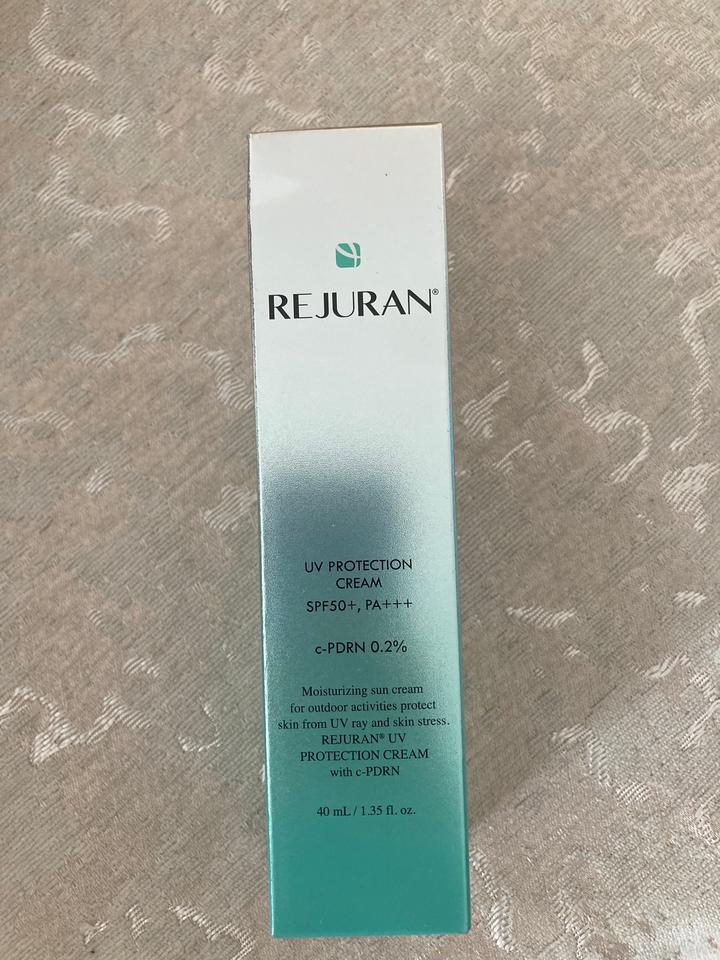 REJURAN®
UV PROTECTION
CREAM
SPF50+, PA+++
c-PDRN 0.2%
Moisturizing sun cream
for outdoor activities protect
skin from UV ray and skin stress.
REJURAN® UV
PROTECTION CREAM
with c-PDRN
40 mL / 1.35 fl. oz.